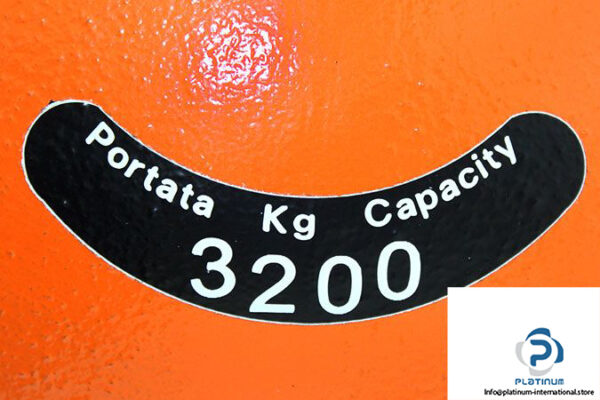 Portata Kg Capacity
3200
PLATINUM
Info@platinum-international.store